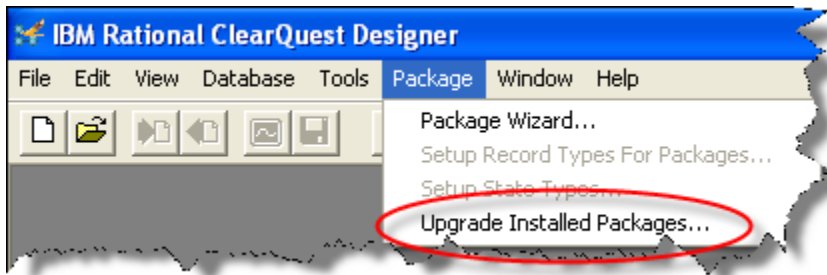 IBM Rational ClearQuest Designer
File Edit View Database Tools Package Window Help
Package Wizard...
Setup Record Types For Packages...
Setup State Types...
Upgrade Installed Packages...